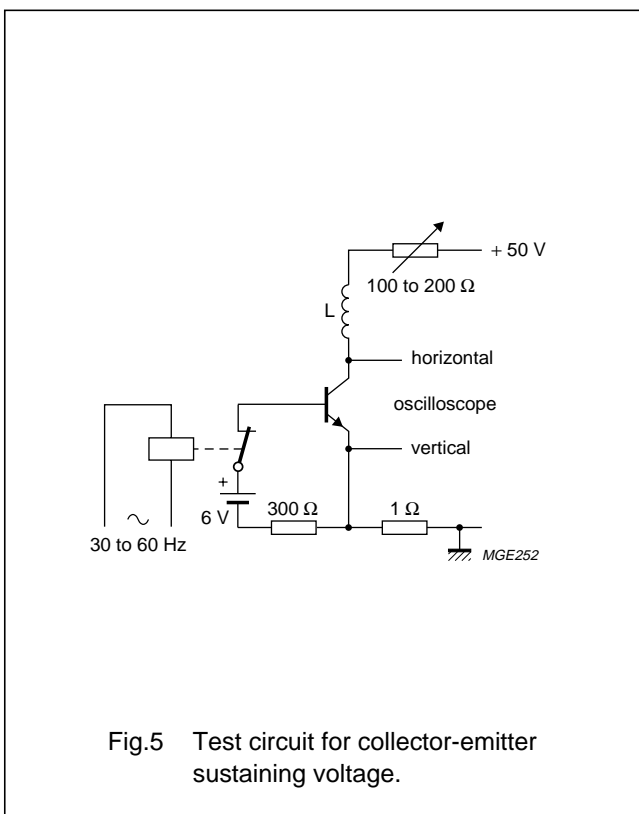 + 50 V
100 to 200 Ω
L
horizontal
oscilloscope
vertical
+
6 V
300 Ω
1 Ω
30 to 60 Hz
MGE252
Fig.5 Test circuit for collector-emitter
sustaining voltage.